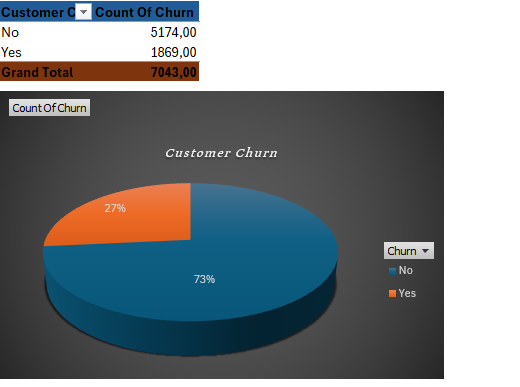 Customer C Count Of Churn
No 5174,00
Yes 1869,00
Grand Total 7043,00
Count Of Churn
Customer Churn
27%
73%
Churn
No
Yes